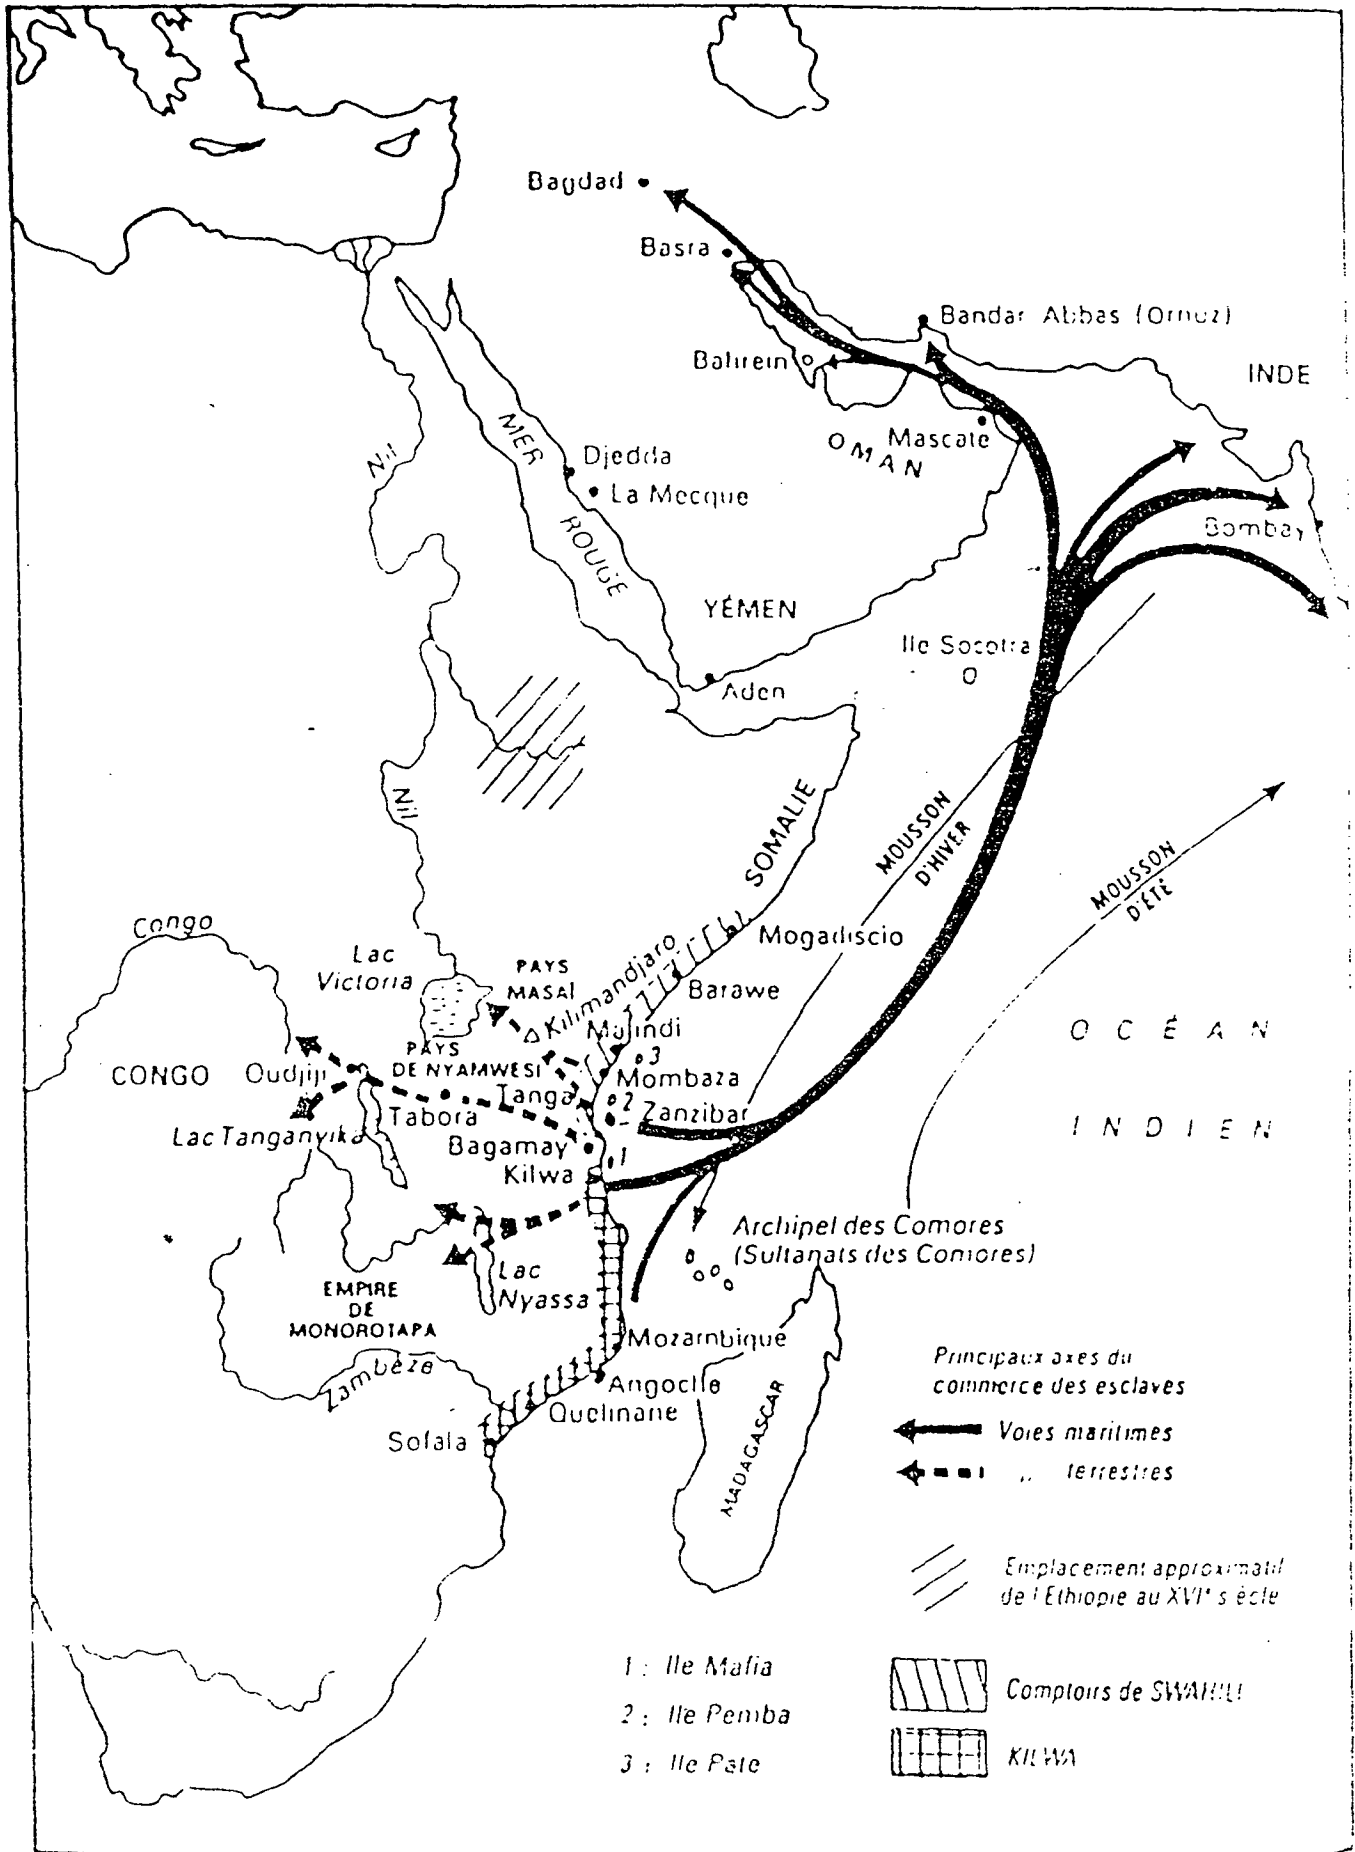 Bagdad
Basra
Bandar Abbas (Ormuz)
Bahrein
INDE
Mascate
OMAN
MER
ROUGE
Nil
Djedda
La Mecque
Bombay
YÉMEN
Ile Socotra
Aden
Nil
SOMALIE
MOUSSON
D'HIVER
MOUSSON
D'ÉTÉ
Congo
Mogadiscio
Lac
Victoria
PAYS
MASAÏ
Kilimandjaro
Barawe
Malindi
3
OCÉAN
INDIEN
CONGO
Oudjiji
PAYS
DE NYAMWESI
Mombaza
Tanga
2
Zanzibar
Tabora
Lac Tanganyika
Bagamay
1
Kilwa
Archipel des Comores
(Sultanats des Comores)
Lac
Nyassa
EMPIRE
DE
MONOROTAPA
Mozambique
Zambèze
Angoche
Quelinane
Sofala
MADAGASCAR
Principaux axes du
commerce des esclaves
Voies maritimes
" terrestres
Emplacement approximatif
de l'Ethiopie au XVIe siècle
1 : Ile Mafia
2 : Ile Pemba
3 : Ile Pate
Comptoirs de SWAHILI
KILWA